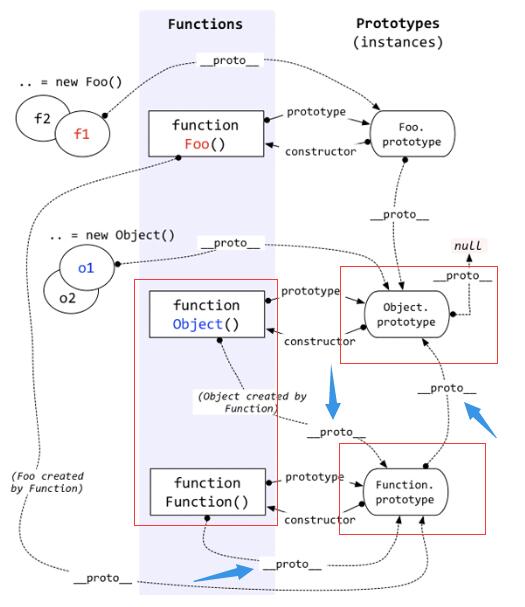 Functions
Prototypes
(instances)
__proto__
.. = new Foo()
f2
f1
function
Foo()
prototype
constructor
Foo.
prototype
__proto__
.. = new Object()
__proto__
null
__proto__
o1
o2
function
Object()
prototype
constructor
Object.
prototype
(Object created by
Function)
__proto__
__proto__
(Foo created
by Function)
function
Function()
prototype
constructor
Function.
prototype
__proto__
__proto__